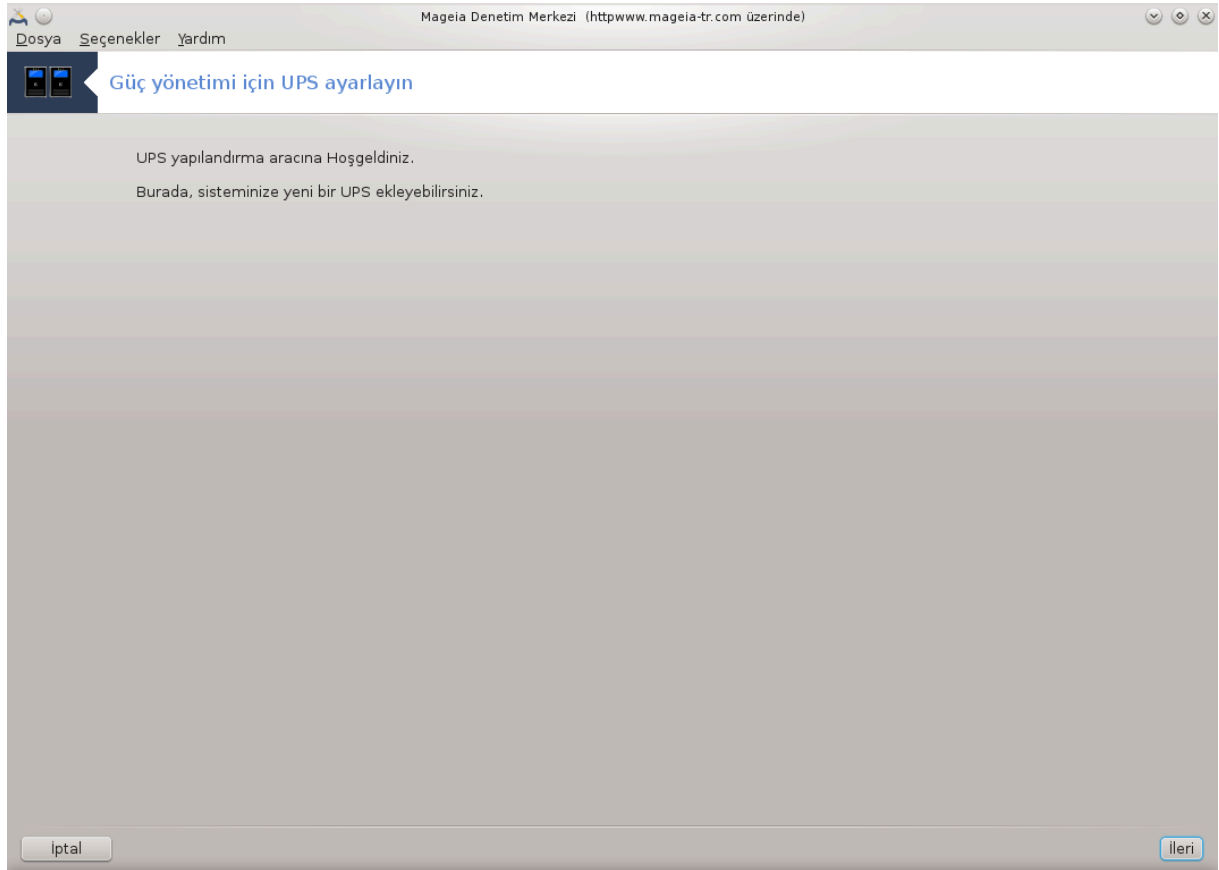 Mageia Denetim Merkezi (httpwww.mageia-tr.com üzerinde)
Dosya Seçenekler Yardım
Güç yönetimi için UPS ayarlayın
UPS yapılandırma aracına Hoşgeldiniz.
Burada, sisteminize yeni bir UPS ekleyebilirsiniz.
İptal İleri